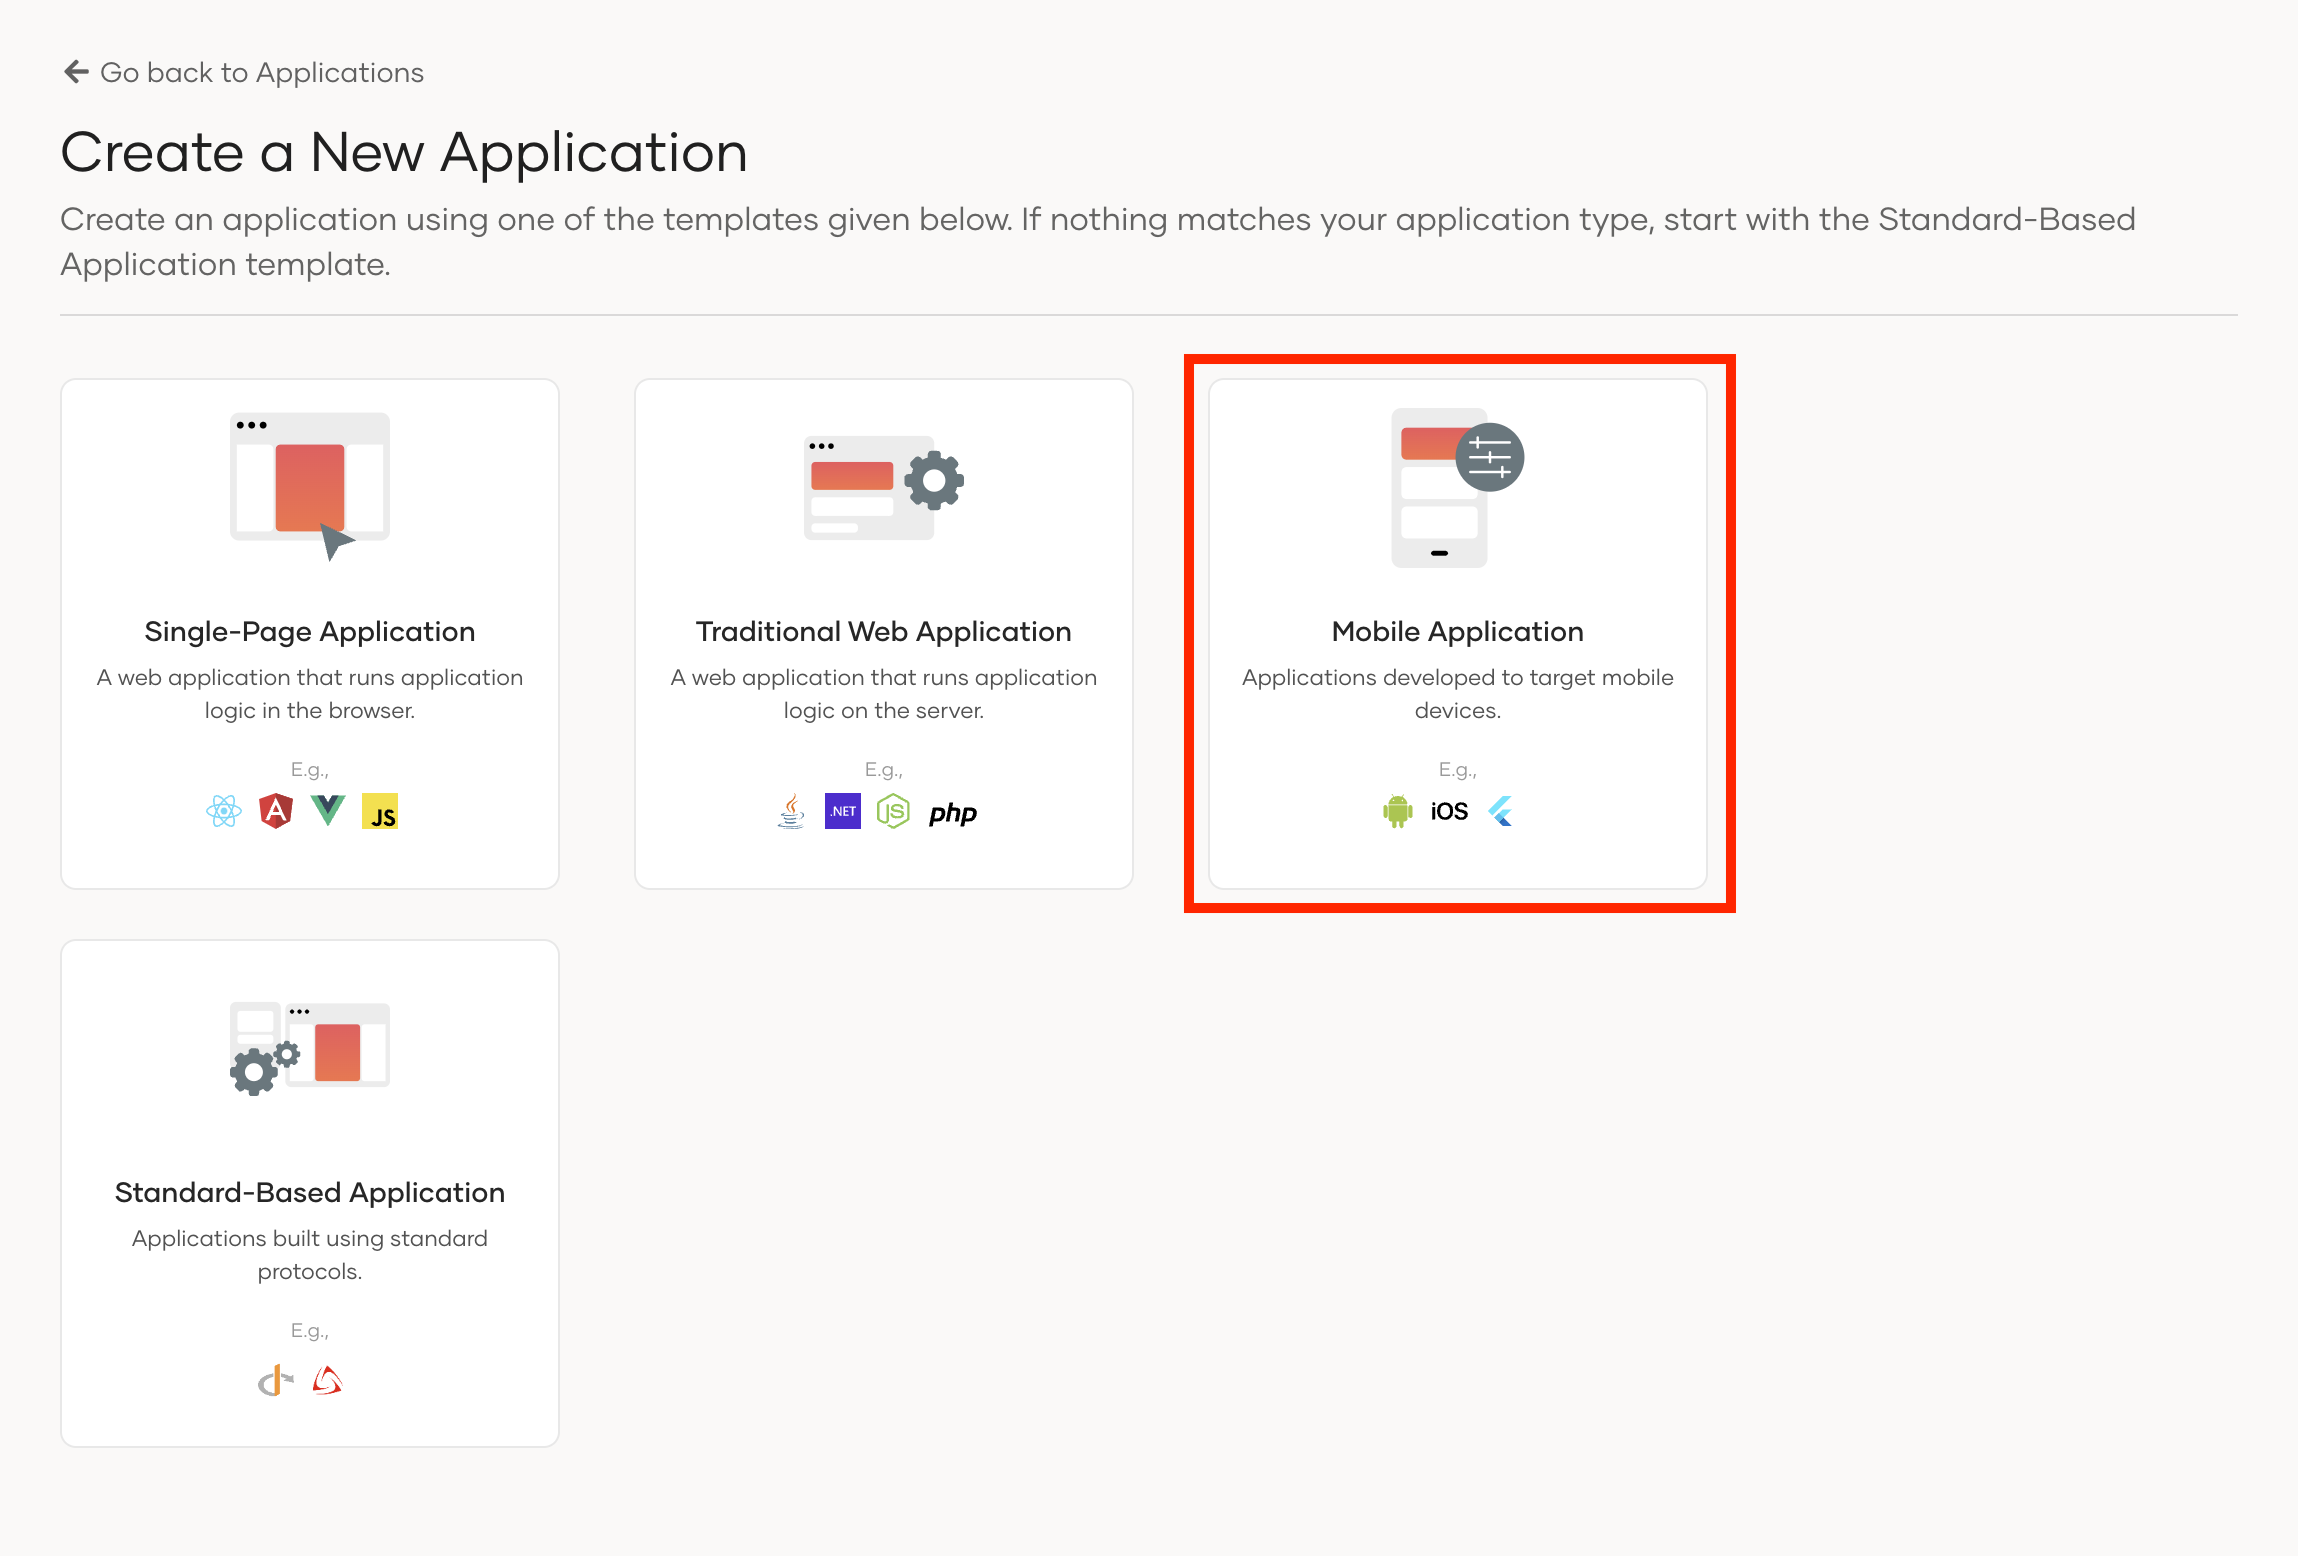 Go back to Applications
Create a New Application
Create an application using one of the templates given below. If nothing matches your application type, start with the Standard-Based
Application template.
Single-Page Application
A web application that runs application
logic in the browser.
E.g.,
JS
Traditional Web Application
A web application that runs application
logic on the server.
E.g.,
.NET
JS
php
Mobile Application
Applications developed to target mobile
devices.
E.g.,
iOS
Standard-Based Application
Applications built using standard
protocols.
E.g.,